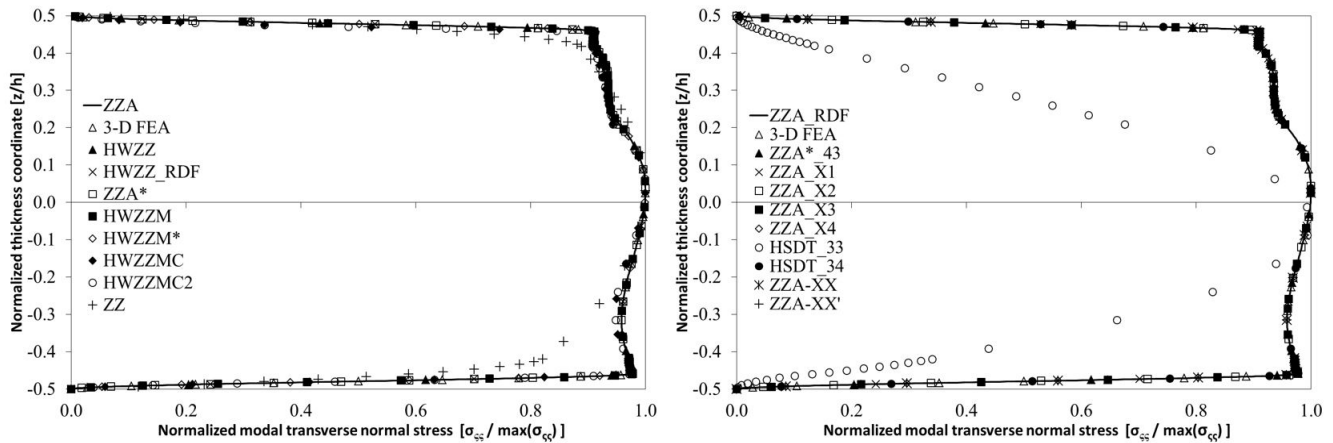 Normalized thickness coordinate [z/h]
0.5
0.4
0.3
0.2
0.1
0.0
-0.1
-0.2
-0.3
-0.4
-0.5
ZZA
3-D FEA
HWZZ
HWZZ_RDF
ZZA*
HWZZM
HWZZM*
HWZZMC
HWZZMC2
ZZ
0.0 0.2 0.4 0.6 0.8 1.0
Normalized modal transverse normal stress [σςς / max(σςς) ]
Normalized thickness coordinate [z/h]
0.5
0.4
0.3
0.2
0.1
0.0
-0.1
-0.2
-0.3
-0.4
-0.5
ZZA_RDF
3-D FEA
ZZA*_43
ZZA_X1
ZZA_X2
ZZA_X3
ZZA_X4
HSDT_33
HSDT_34
ZZA-XX
ZZA-XX'
0.0 0.2 0.4 0.6 0.8 1.0
Normalized modal transverse normal stress [σςς / max(σςς) ]